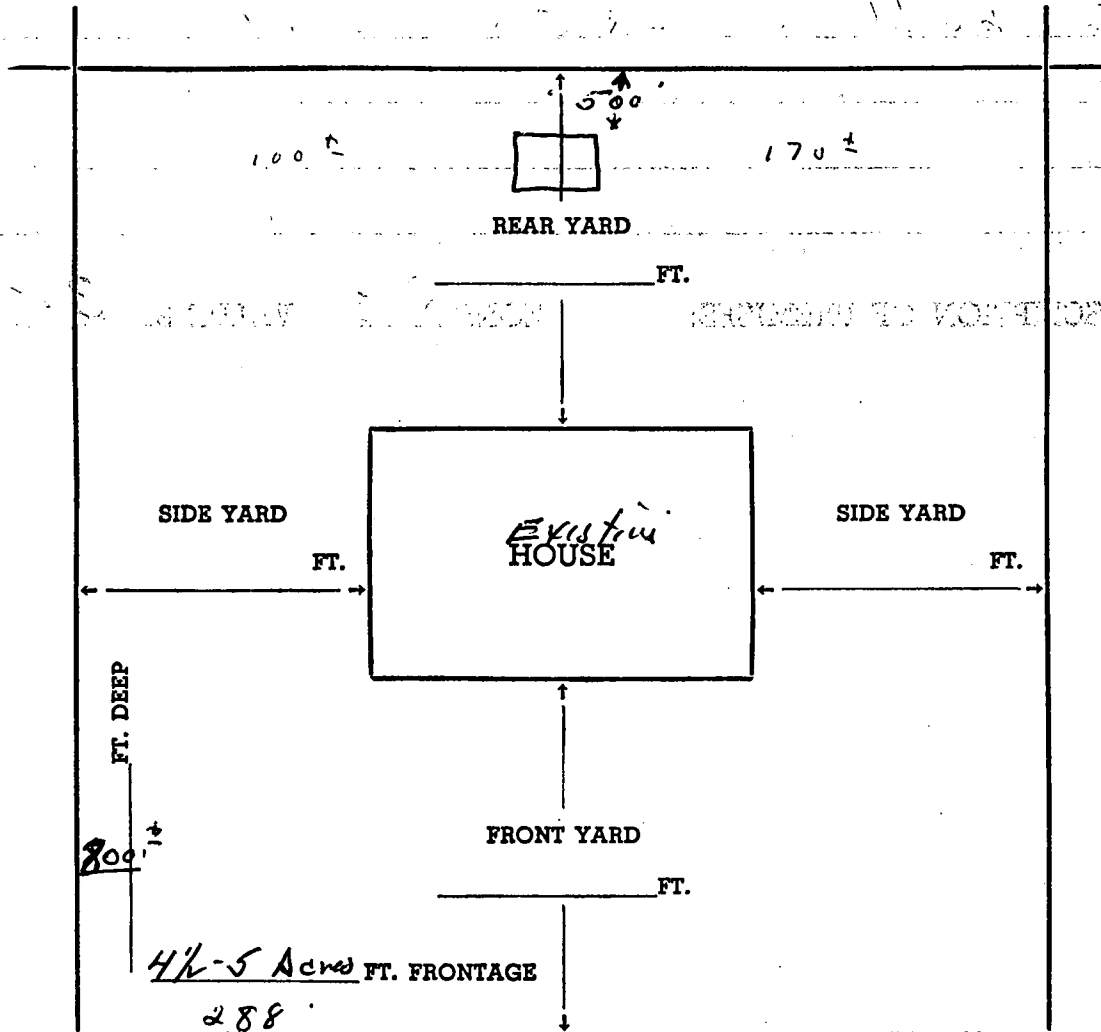 500'
100 ±
170 ±
REAR YARD
FT.
SIDE YARD
FT.
Existin
HOUSE
SIDE YARD
FT.
FT. DEEP
800' ±
FRONT YARD
FT.
4½-5 Acres FT. FRONTAGE
288'